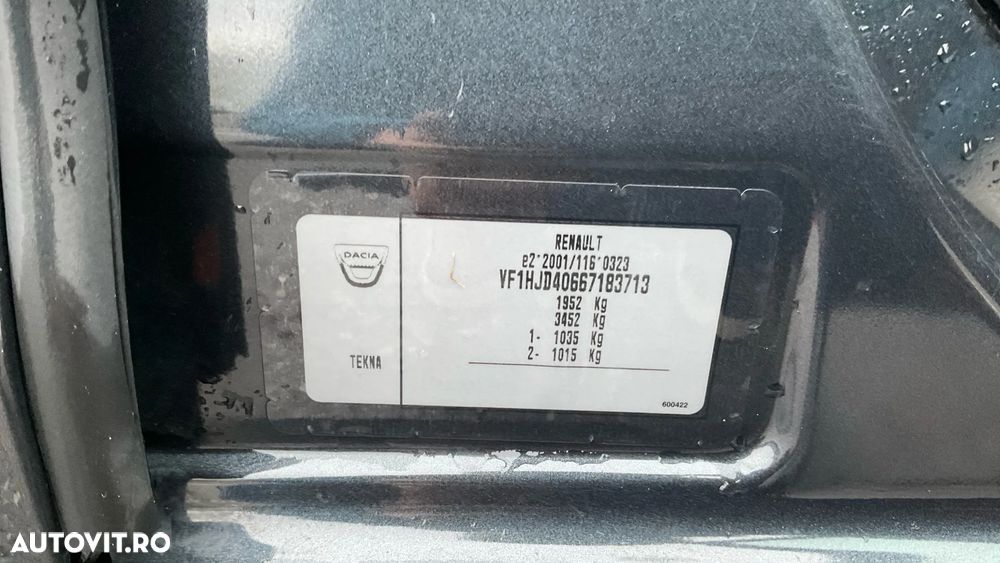 DACIA
TEKNA
RENAULT
e2*2001/116*0323
VF1HJD40667183713
1952 Kg
3452 Kg
1- 1035 Kg
2- 1015 Kg
600422
AUTOVIT.RO